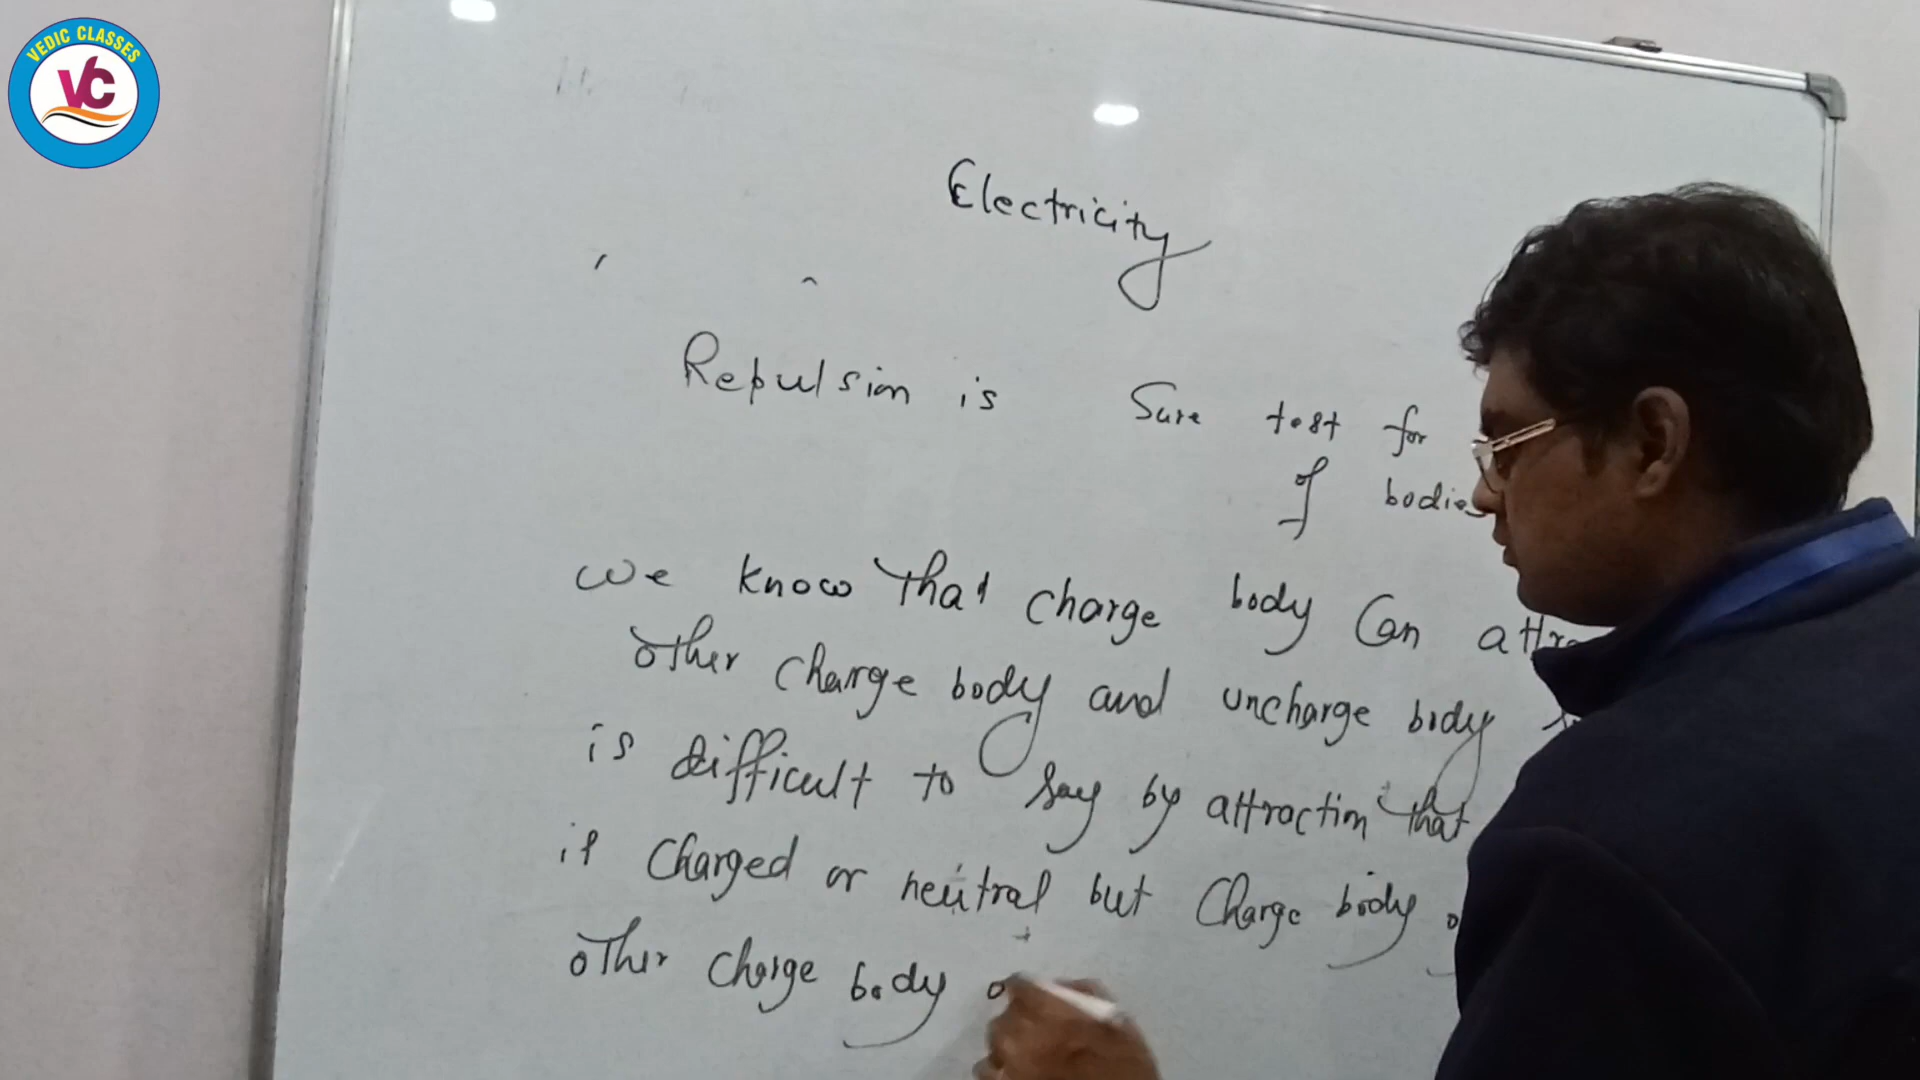 VEDIC CLASSES
VC
Electricity
Repulsion is Sure test for
of bodies
We know that charge body Can attra
other charge body and uncharge body
is difficult to say by attraction that
it charged or neutral but Charge body
other charge body